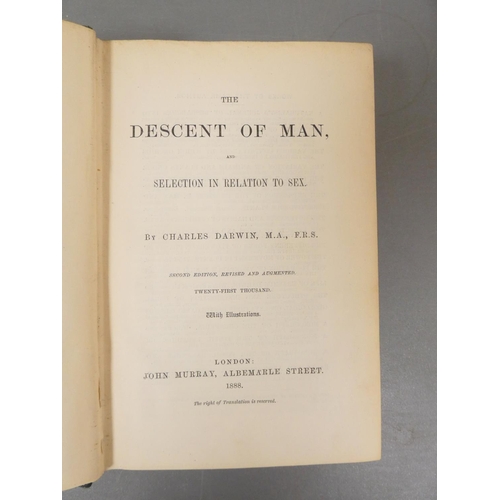 THE
DESCENT OF MAN,
AND
SELECTION IN RELATION TO SEX.
BY CHARLES DARWIN, M.A., F.R.S.
SECOND EDITION, REVISED AND AUGMENTED.
TWENTY-FIRST THOUSAND.
With Illustrations.
LONDON:
JOHN MURRAY, ALBEMARLE STREET.
1888.
The right of Translation is reserved.